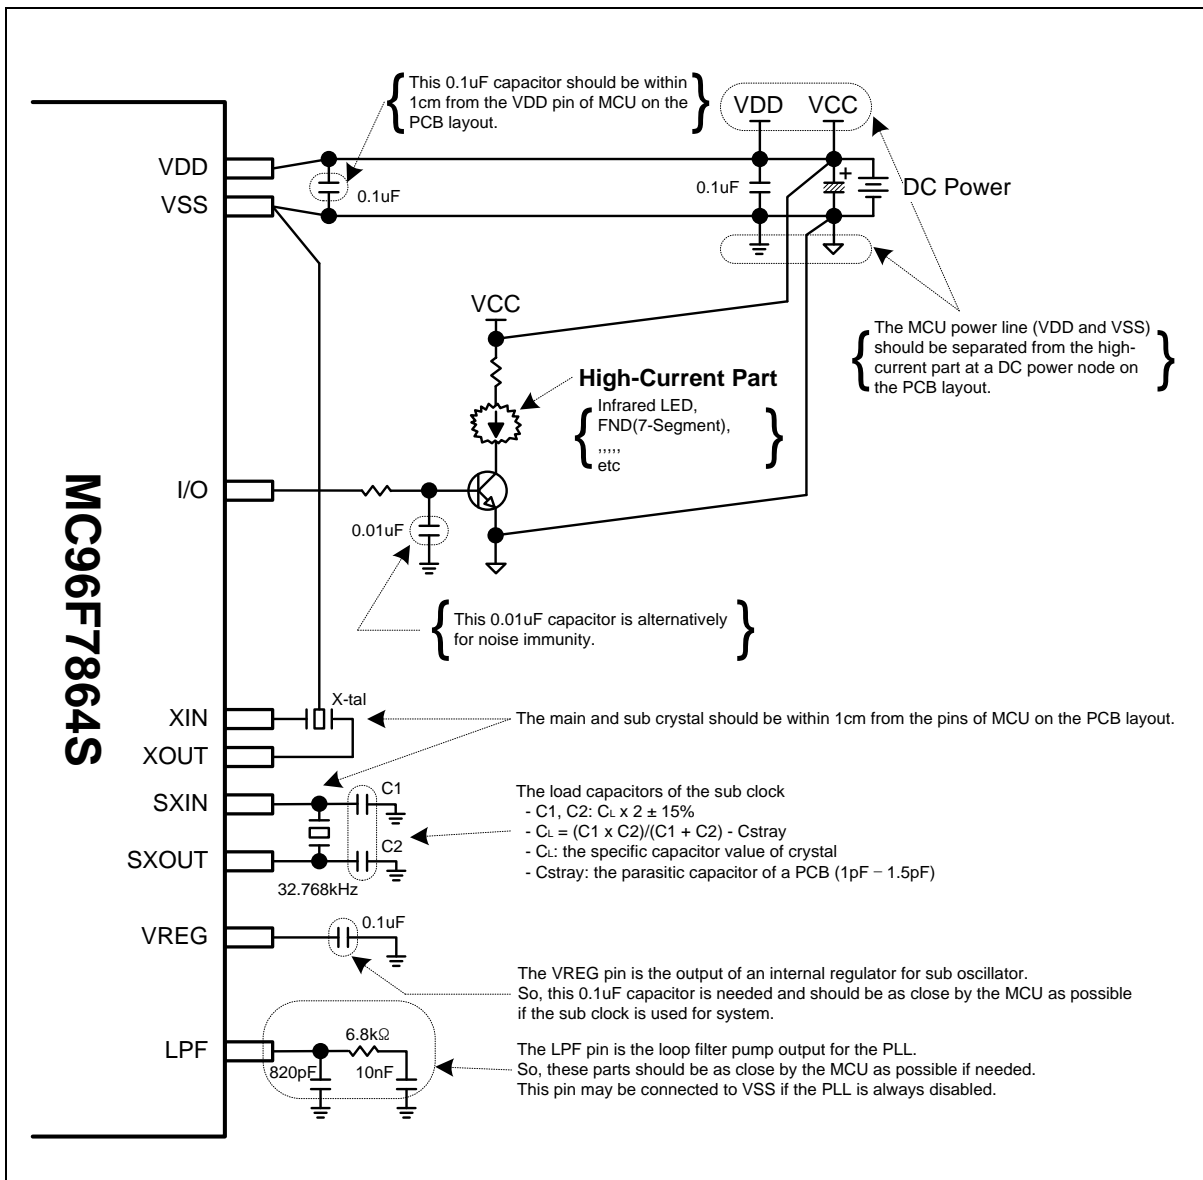 This 0.1uF capacitor should be within
1cm from the VDD pin of MCU on the
PCB layout.
VDD VCC
VDD
VSS
0.1uF
0.1uF
+
DC Power
VCC
The MCU power line (VDD and VSS)
should be separated from the high-
current part at a DC power node on
the PCB layout.
High-Current Part
Infrared LED,
FND(7-Segment),
,,,,,
etc
MC96F7864S
I/O
0.01uF
This 0.01uF capacitor is alternatively
for noise immunity.
X-tal
XIN
XOUT
The main and sub crystal should be within 1cm from the pins of MCU on the PCB layout.
SXIN
C1
SXOUT
C2
32.768kHz
The load capacitors of the sub clock
- C1, C2: CL x 2 ± 15%
- CL = (C1 x C2)/(C1 + C2) - Cstray
- CL: the specific capacitor value of crystal
- Cstray: the parasitic capacitor of a PCB (1pF – 1.5pF)
VREG
0.1uF
The VREG pin is the output of an internal regulator for sub oscillator.
So, this 0.1uF capacitor is needed and should be as close by the MCU as possible
if the sub clock is used for system.
LPF
6.8kΩ
820pF
10nF
The LPF pin is the loop filter pump output for the PLL.
So, these parts should be as close by the MCU as possible if needed.
This pin may be connected to VSS if the PLL is always disabled.